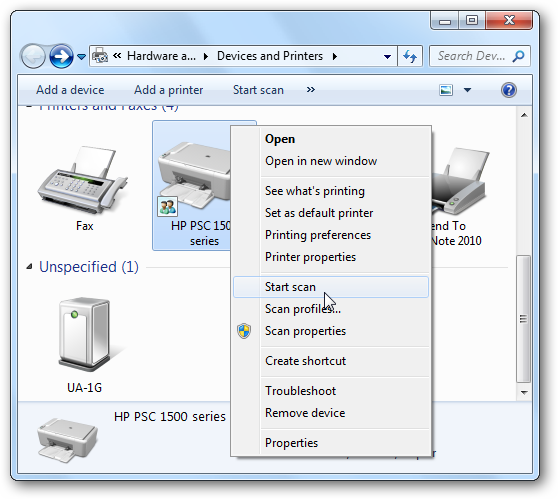 « Hardware a... Devices and Printers
Search Dev...
Add a device Add a printer Start scan »
Printers and Faxes (4)
Fax
HP PSC 150
series
end To
Note 2010
Open
Open in new window
See what's printing
Set as default printer
Printing preferences
Printer properties
Start scan
Scan profiles...
Scan properties
Create shortcut
Troubleshoot
Remove device
Properties
Unspecified (1)
UA-1G
HP PSC 1500 series